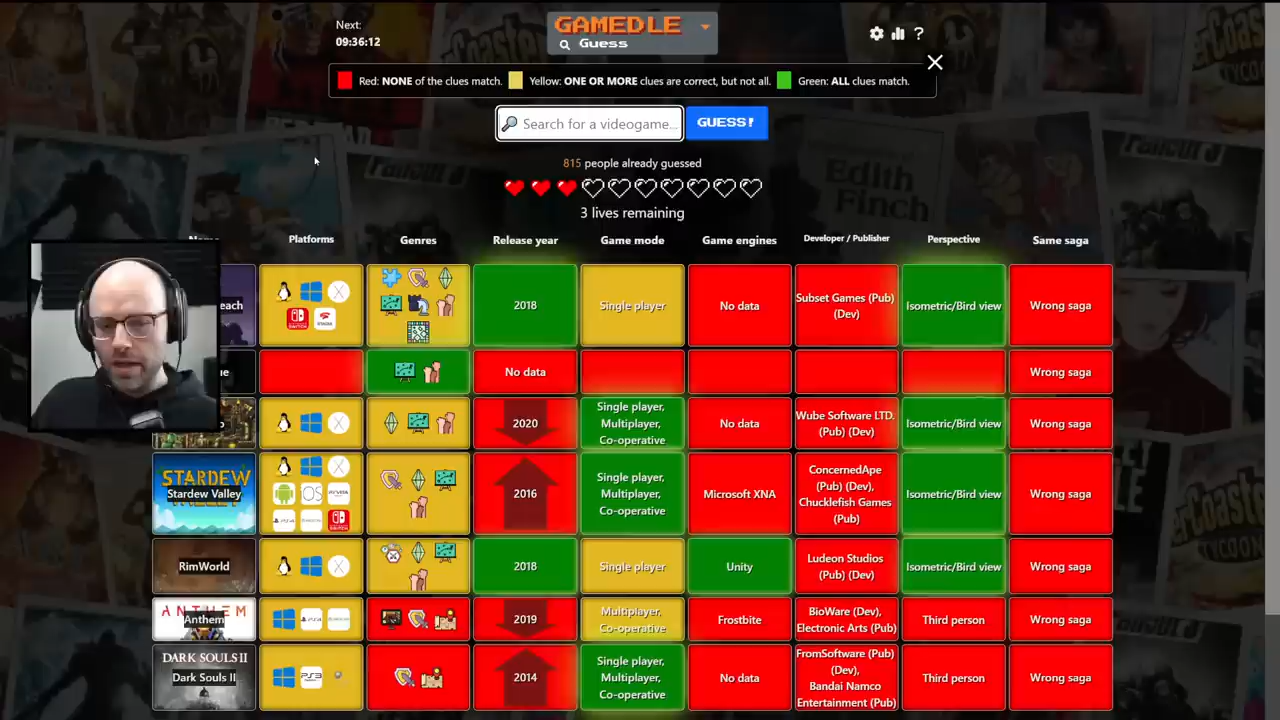 Next:
09:36:12
GAMEDLE
Guess
Red: NONE of the clues match.
Yellow: ONE OR MORE clues are correct, but not all.
Green: ALL clues match.
Search for a videogame...
GUESS!
815 people already guessed
3 lives remaining
Platforms
Genres
Release year
Game mode
Game engines
Developer / Publisher
Perspective
Same saga
each
2018
Single player
No data
Subset Games (Pub)
(Dev)
Isometric/Bird view
Wrong saga
ue
No data
Wrong saga
2020
Single player,
Multiplayer,
Co-operative
No data
Wube Software LTD.
(Pub) (Dev)
Isometric/Bird view
Wrong saga
STARDEW
Stardew Valley
2016
Single player,
Multiplayer,
Co-operative
Microsoft XNA
ConcernedApe
(Pub) (Dev),
Chucklefish Games
(Pub)
Isometric/Bird view
Wrong saga
RimWorld
2018
Single player
Unity
Ludeon Studios
(Pub) (Dev)
Isometric/Bird view
Wrong saga
ANTHEM
Anthem
2019
Multiplayer,
Co-operative
Frostbite
BioWare (Dev),
Electronic Arts (Pub)
Third person
Wrong saga
DARK SOULS II
Dark Souls II
2014
Single player,
Multiplayer,
Co-operative
No data
FromSoftware (Pub)
(Dev),
Bandai Namco
Entertainment (Pub)
Third person
Wrong saga
Edith
Finch